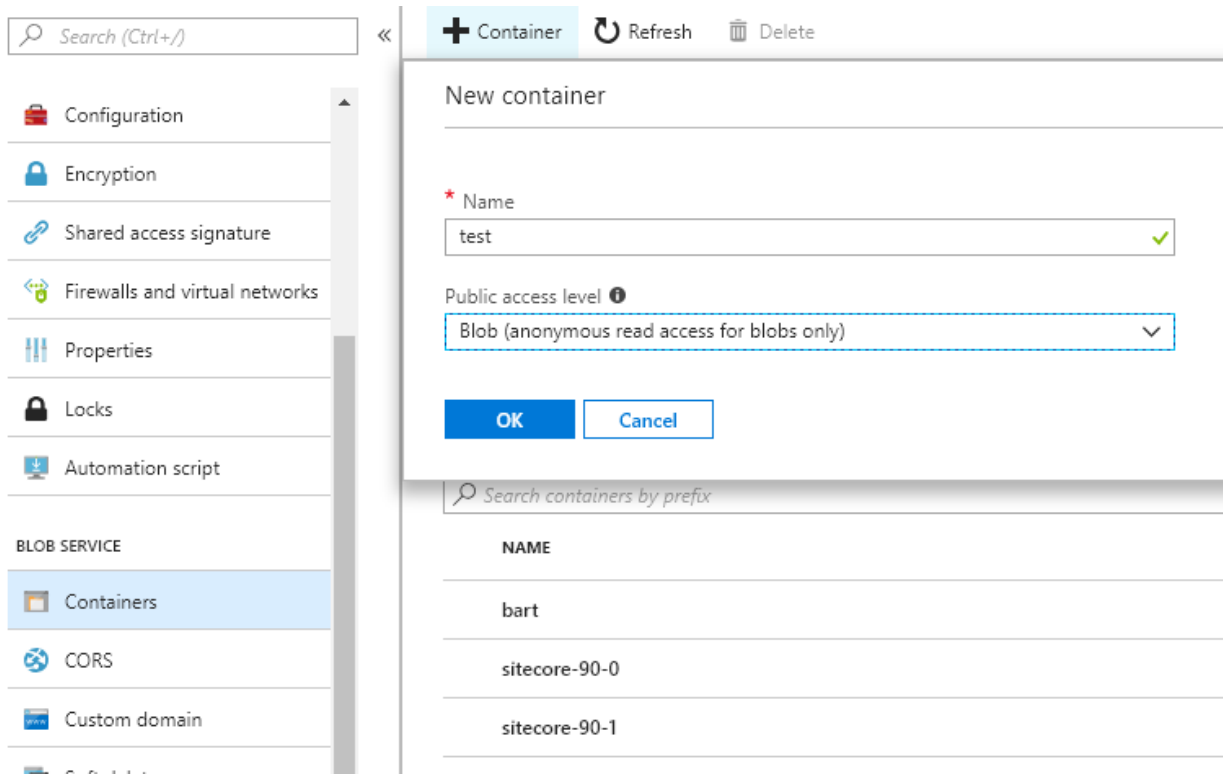 Search (Ctrl+/)
«
Configuration
Encryption
Shared access signature
Firewalls and virtual networks
Properties
Locks
Automation script
BLOB SERVICE
Containers
CORS
Custom domain
Container Refresh Delete
New container
* Name
test
Public access level
Blob (anonymous read access for blobs only)
OK Cancel
Search containers by prefix
NAME
bart
sitecore-90-0
sitecore-90-1